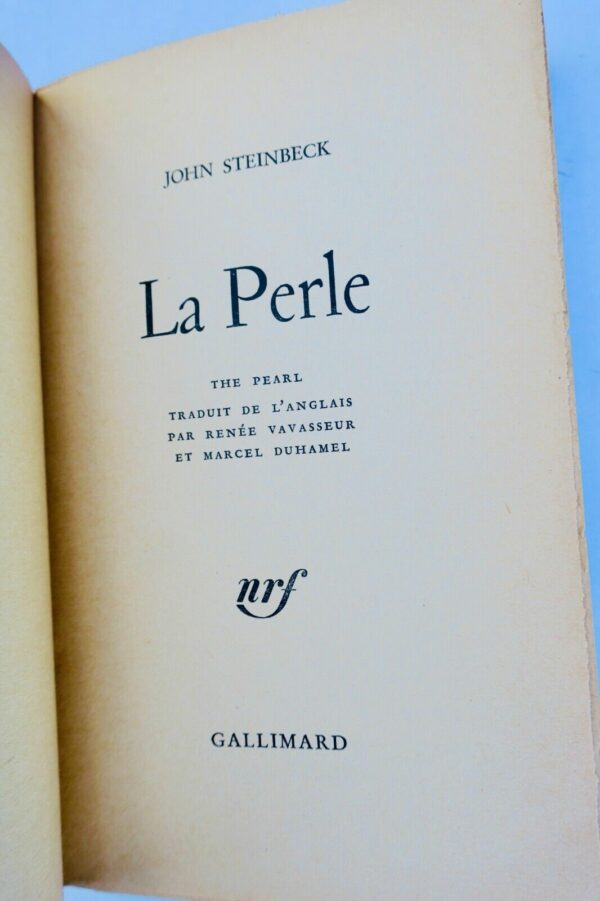 JOHN STEINBECK
La Perle
THE PEARL
TRADUIT DE L'ANGLAIS
PAR RENÉE VAVASSEUR
ET MARCEL DUHAMEL
nrf
GALLIMARD